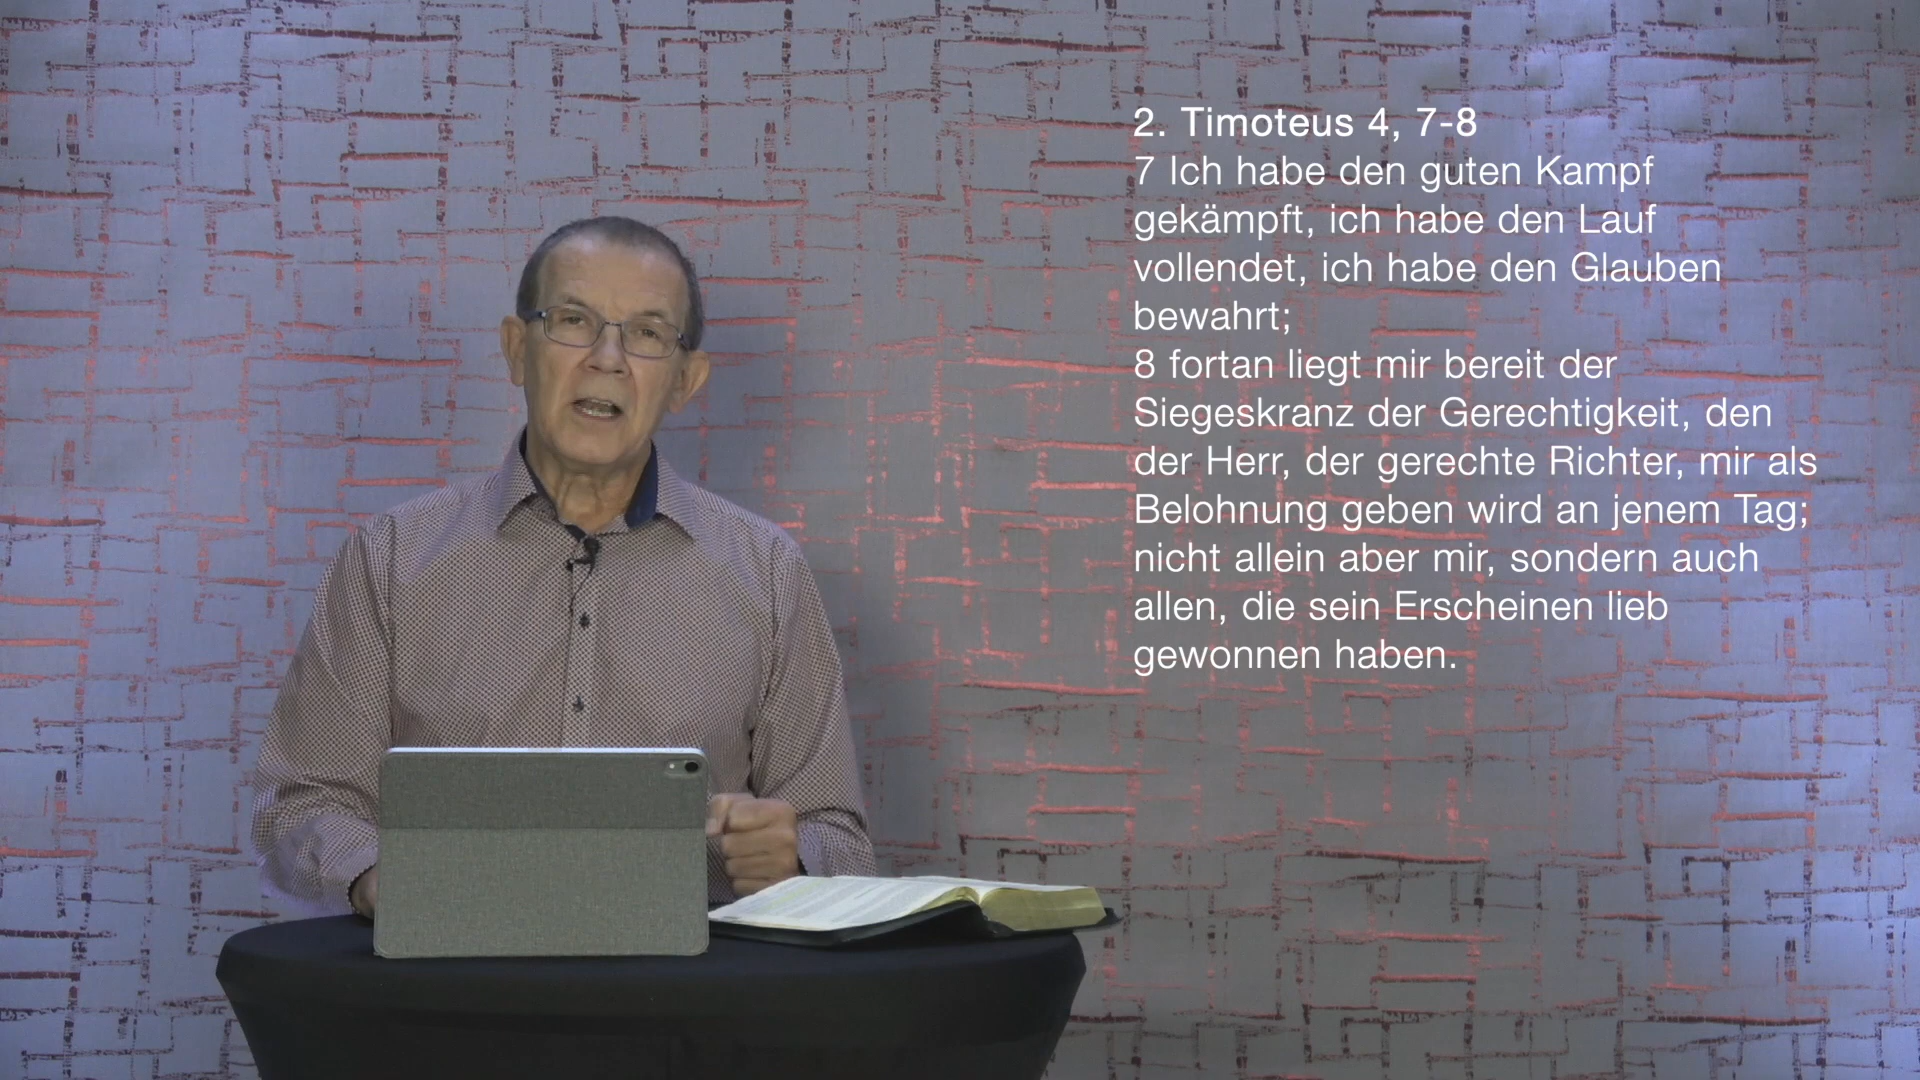 2. Timoteus 4, 7-8
7 Ich habe den guten Kampf
gekämpft, ich habe den Lauf
vollendet, ich habe den Glauben
bewahrt;
8 fortan liegt mir bereit der
Siegeskranz der Gerechtigkeit, den
der Herr, der gerechte Richter, mir als
Belohnung geben wird an jenem Tag;
nicht allein aber mir, sondern auch
allen, die sein Erscheinen lieb
gewonnen haben.